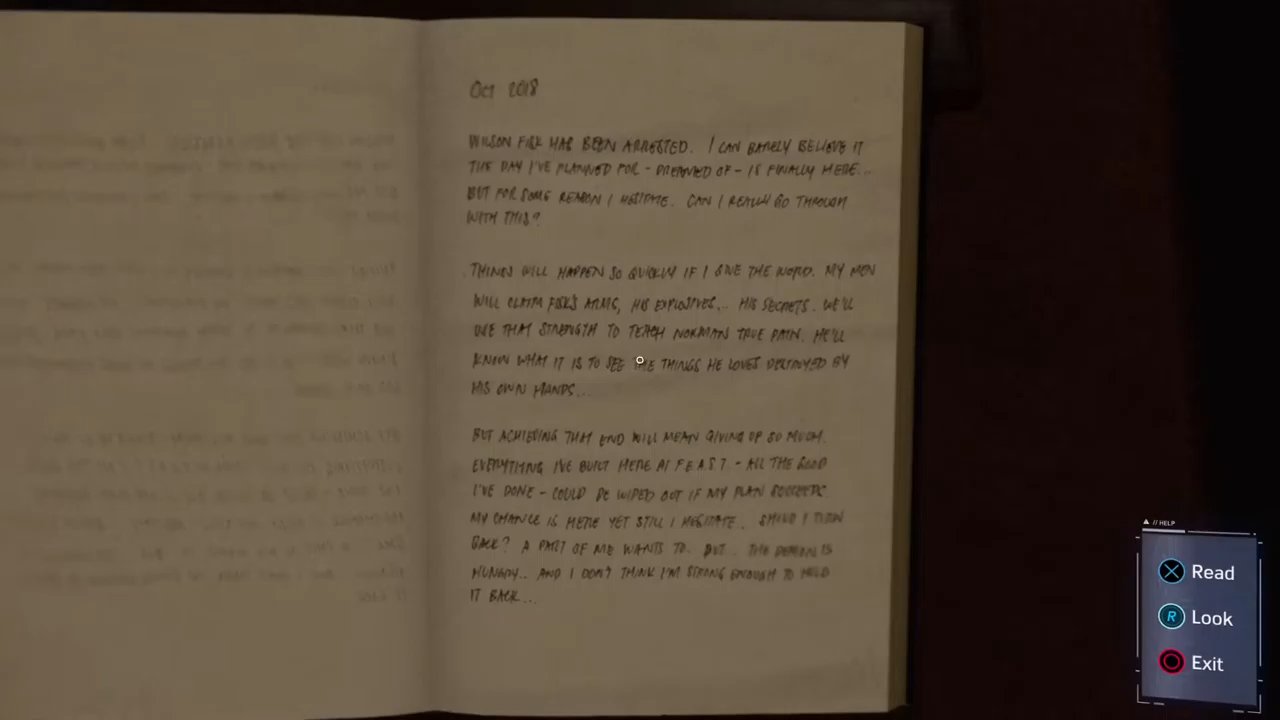 Oct 2018
WILSON FISK HAS BEEN ARRESTED. I CAN BARELY BELIEVE IT
THE DAY I'VE PLANNED FOR - DREAMED OF - IS FINALLY HERE...
BUT FOR SOME REASON I HESITATE. CAN I REALLY GO THROUGH
WITH THIS?
THINGS WILL HAPPEN SO QUICKLY IF I GIVE THE WORD. MY MEN
WILL CLAIM FISK'S ARMS, HIS EXPLOSIVES... HIS SECRETS. WE'LL
USE THAT STRENGTH TO TEACH NORMAN TRUE PAIN. HE'LL
KNOW WHAT IT IS TO SEE THE THINGS HE LOVES DESTROYED BY
HIS OWN HANDS...
BUT ACHIEVING THAT END WILL MEAN GIVING UP SO MUCH.
EVERYTHING I'VE BUILT HERE AT F.E.A.S.T. - ALL THE GOOD
I'VE DONE - COULD BE WIPED OUT IF MY PLAN SUCCEEDS.
MY CHANCE IS HERE YET STILL I HESITATE. SHOULD I TURN
BACK? A PART OF ME WANTS TO. BUT... THE DEMON IS
HUNGRY... AND I DON'T THINK I'M STRONG ENOUGH TO HOLD
IT BACK...
// HELP
Read
R Look
Exit